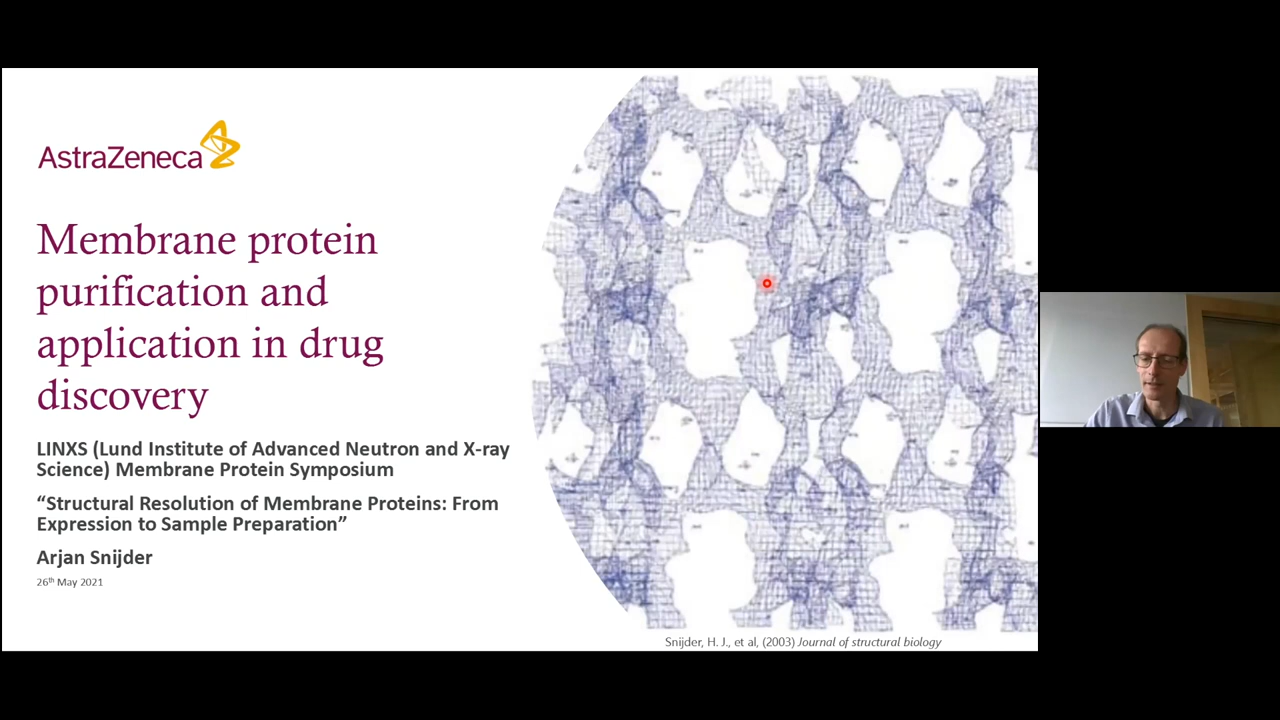 AstraZeneca
Membrane protein
purification and
application in drug
discovery
LINXS (Lund Institute of Advanced Neutron and X-ray
Science) Membrane Protein Symposium
“Structural Resolution of Membrane Proteins: From
Expression to Sample Preparation”
Arjan Snijder
26th May 2021
Snijder, H. J., et al, (2003) Journal of structural biology